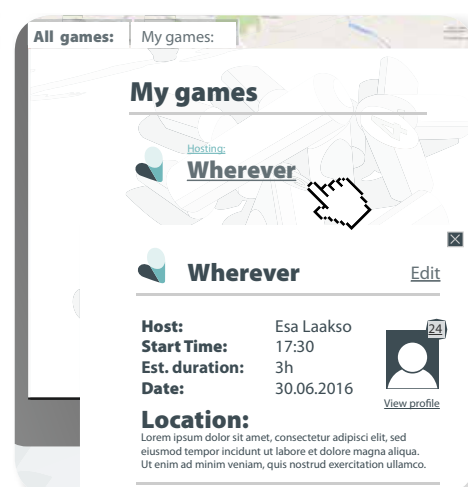 All games: My games:
My games
Hosting:
Wherever
Wherever Edit
Host: Esa Laakso
24
Start Time: 17:30
Est. duration: 3h
Date: 30.06.2016
View profile
Location:
Lorem ipsum dolor sit amet, consectetur adipisci elit, sed
eiusmod tempor incidunt ut labore et dolore magna aliqua.
Ut enim ad minim veniam, quis nostrud exercitation ullamco.